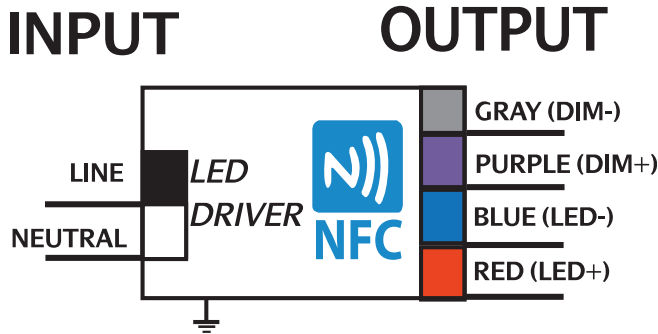 INPUT OUTPUT
GRAY (DIM-)
LINE LED PURPLE (DIM+)
DRIVER BLUE (LED-)
NEUTRAL NFC
RED (LED+)